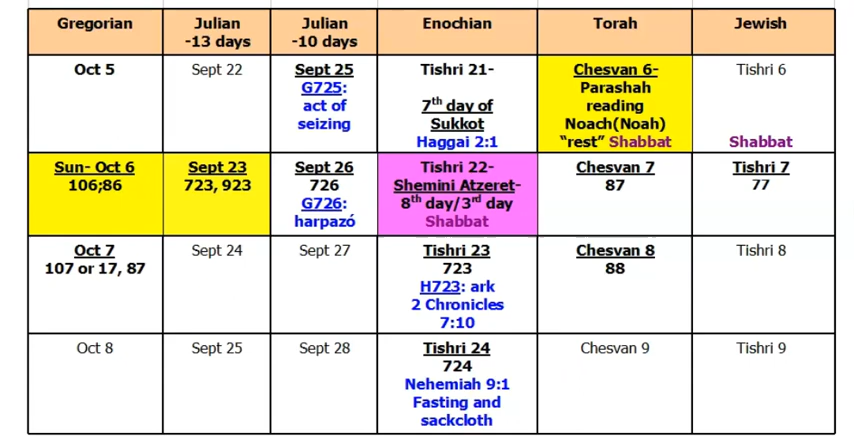 Gregorian
Julian
-13 days
Julian
-10 days
Enochian
Torah
Jewish
Oct 5
Sept 22
Sept 25
G725:
act of
seizing
Tishri 21-
7th day of
Sukkot
Haggai 2:1
Chesvan 6-
Parashah
reading
Noach(Noah)
“rest” Shabbat
Tishri 6
Shabbat
Sun- Oct 6
106;86
Sept 23
723, 923
Sept 26
726
G726:
harpazó
Tishri 22-
Shemini Atzeret-
8th day/3rd day
Shabbat
Chesvan 7
87
Tishri 7
77
Oct 7
107 or 17, 87
Sept 24
Sept 27
Tishri 23
723
H723: ark
2 Chronicles
7:10
Chesvan 8
88
Tishri 8
Oct 8
Sept 25
Sept 28
Tishri 24
724
Nehemiah 9:1
Fasting and
sackcloth
Chesvan 9
Tishri 9